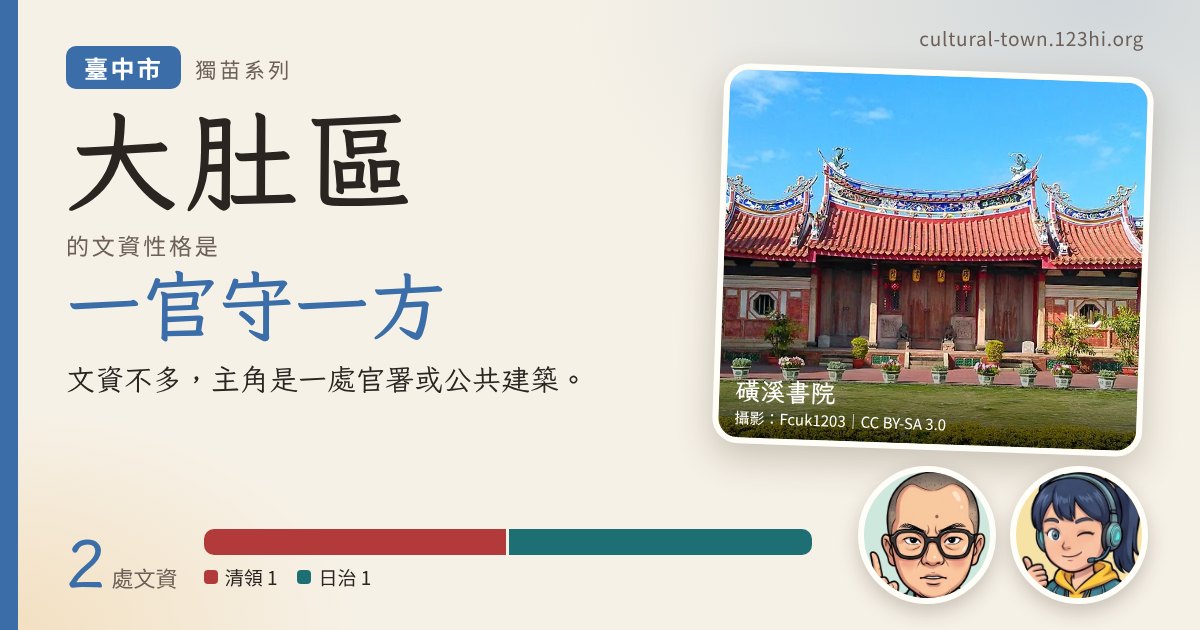 cultural-town.123hi.org
臺中市 獨苗系列
大肚區
的文資性格是
一官守一方
文資不多，主角是一處官署或公共建築。
磺溪書院
攝影：Fcuk1203｜CC BY-SA 3.0
2 處文資
清領 1 日治 1